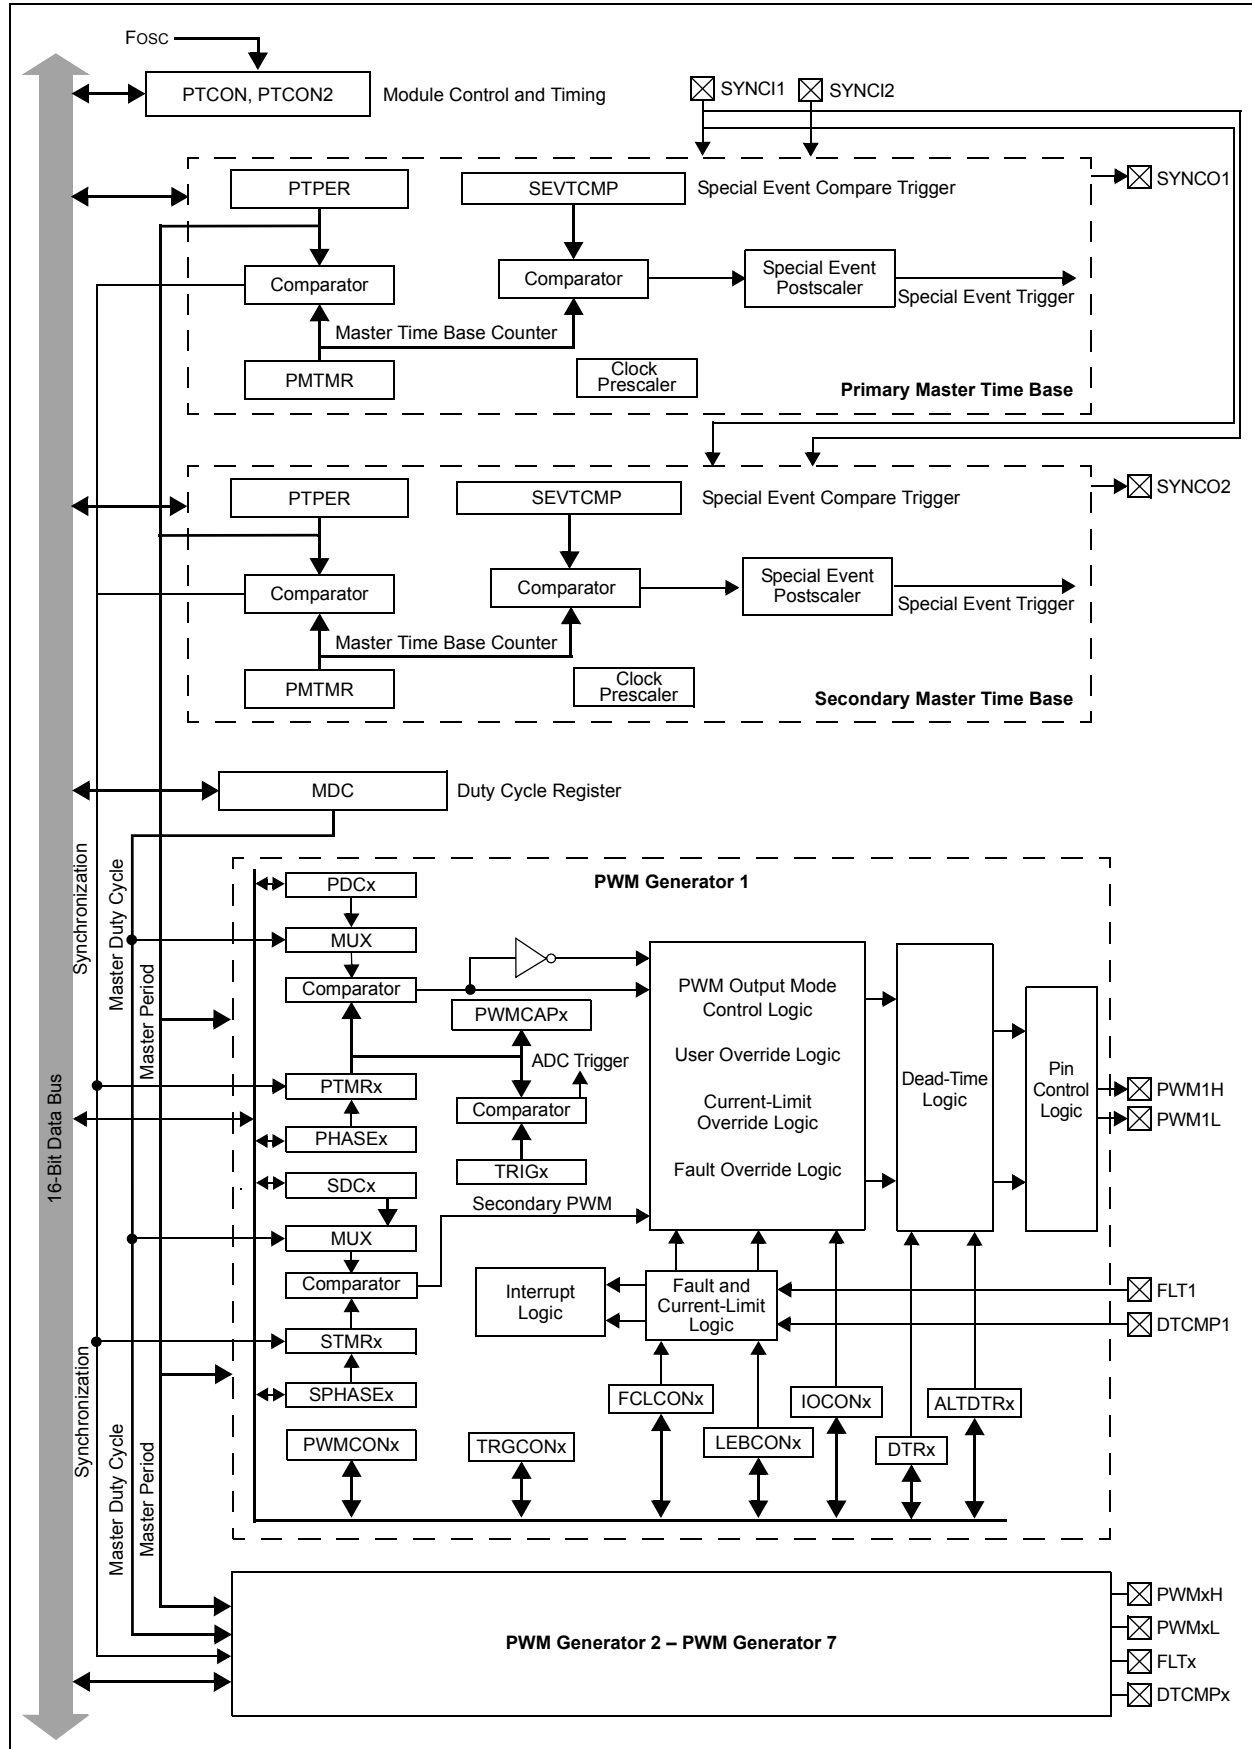 FOSC
PTCON, PTCON2
Module Control and Timing
SYNCI1
SYNCI2
PTPER
SEVTCMP
Special Event Compare Trigger
SYNCO1
Comparator
Comparator
Special Event
Postscaler
Special Event Trigger
Master Time Base Counter
PMTMR
Clock
Prescaler
Primary Master Time Base
PTPER
SEVTCMP
Special Event Compare Trigger
SYNCO2
Comparator
Comparator
Special Event
Postscaler
Special Event Trigger
Master Time Base Counter
PMTMR
Clock
Prescaler
Secondary Master Time Base
MDC
Duty Cycle Register
16-Bit Data Bus
Synchronization
Master Duty Cycle
Master Period
PWM Generator 1
PDCx
MUX
Comparator
PWMCAPx
ADC Trigger
PTMRx
Comparator
PHASEx
TRIGx
SDCx
Secondary PWM
MUX
Comparator
STMRx
SPHASEx
PWM Output Mode
Control Logic
User Override Logic
Current-Limit
Override Logic
Fault Override Logic
Dead-Time
Logic
Pin
Control
Logic
PWM1H
PWM1L
Interrupt
Logic
Fault and
Current-Limit
Logic
FLT1
DTCMP1
Synchronization
Master Duty Cycle
Master Period
PWMCONx
TRGCONx
FCLCONx
LEBCONx
IOCONx
DTRx
ALTDTRx
PWM Generator 2 – PWM Generator 7
PWMxH
PWMxL
FLTx
DTCMPx